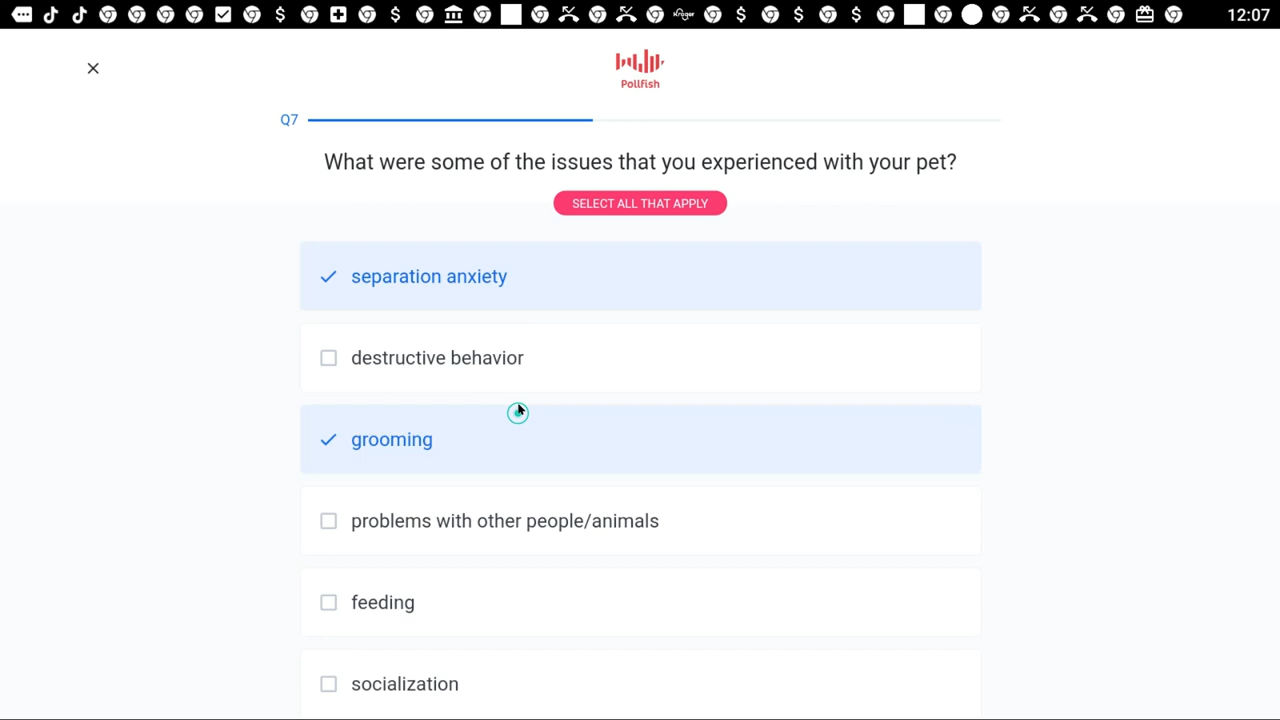 Kroger
12:07
Pollfish
Q7
What were some of the issues that you experienced with your pet?
SELECT ALL THAT APPLY
separation anxiety
destructive behavior
grooming
problems with other people/animals
feeding
socialization